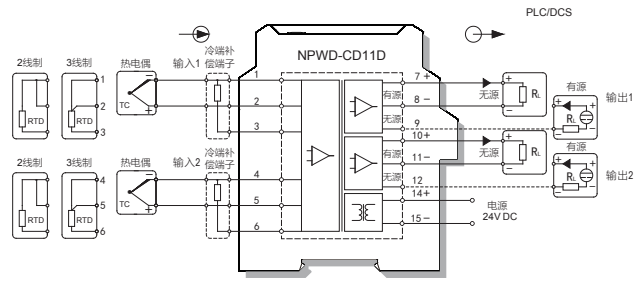 PLC/DCS
NPWD-CD11D
2线制
3线制
热电偶
输入1
冷端补
偿端子
RTD
RTD
1
2
3
TC
1
2
3
7 +
8 −
9
有源
无源
无源
RL
有源
RL
输出1
2线制
3线制
热电偶
输入2
冷端补
偿端子
RTD
RTD
4
5
6
TC
4
5
6
10+
11−
12
有源
无源
无源
RL
有源
RL
输出2
14+
15−
电源
24V DC